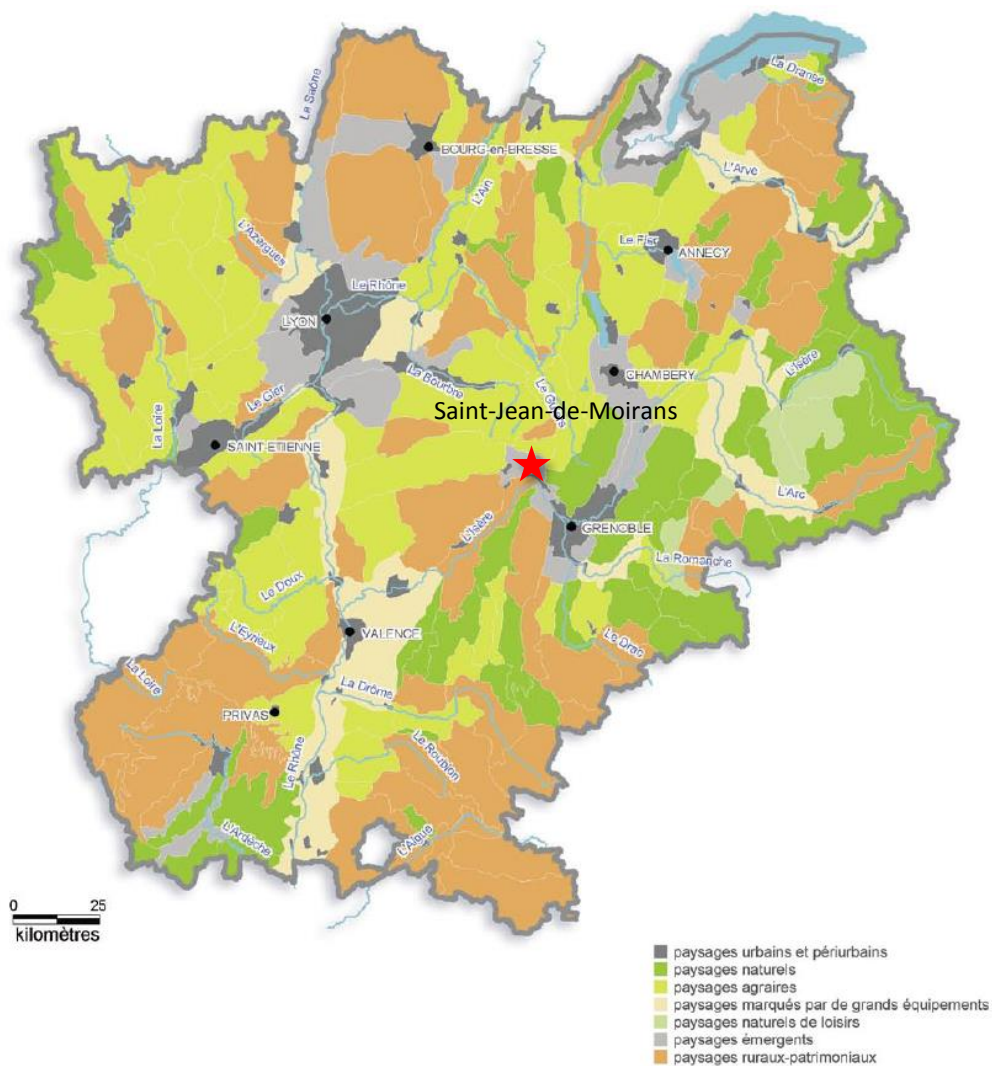 La Dranse
La Saône
BOURG-en-BRESSE
L'Arve
L'Ain
L'Azergues
Le Fier
ANNECY
Le Rhône
LYON
L'Isère
CHAMBERY
La Bourbre
Le Guiers
Le Gier
Saint-Jean-de-Moirans
La Loire
SAINT-ETIENNE
L'Arc
L'Isère
GRENOBLE
La Romanche
Le Doux
L'Eyrieux
VALENCE
Le Drac
La Loire
La Drôme
PRIVAS
Le Roubion
Le Rhône
L'Ardèche
L'Aigue
0 25
kilomètres
paysages urbains et périurbains
paysages naturels
paysages agraires
paysages marqués par de grands équipements
paysages naturels de loisirs
paysages émergents
paysages ruraux-patrimoniaux